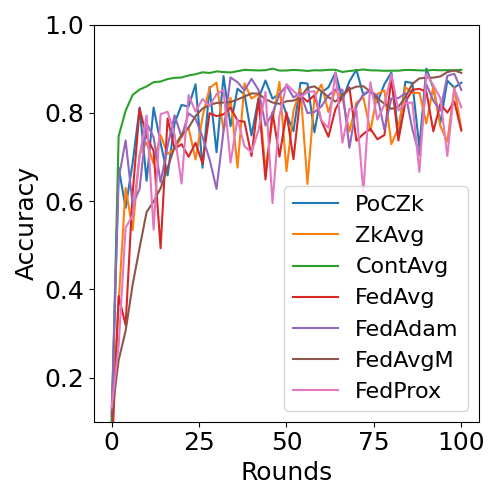 1.0
0.8
0.6
0.4
0.2
Accuracy
PoCZk
ZkAvg
ContAvg
FedAvg
FedAdam
FedAvgM
FedProx
0 25 50 75 100
Rounds